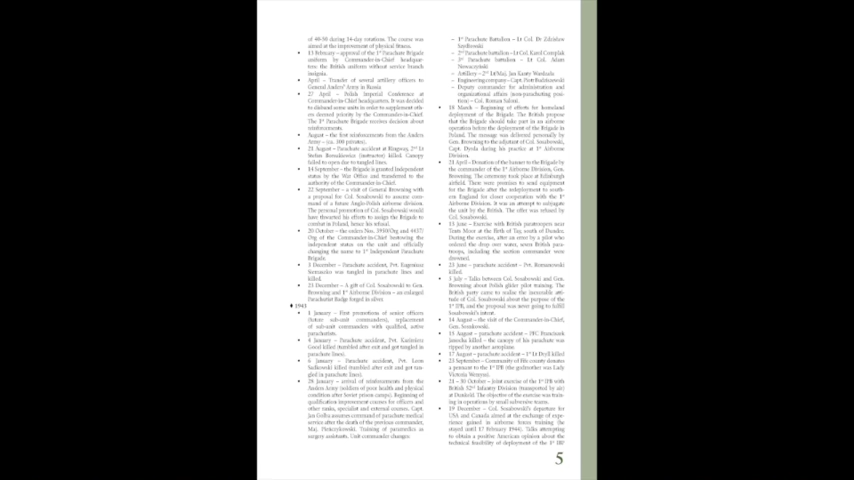 of 40-50 during 14-day rotations. The course was
aimed at the improvement of physical fitness.
• 13 February – approval of the 1st Parachute Brigade
uniform by Commander-in-Chief headquar-
ters: the British uniform without service branch
insignia.
• April – Transfer of several artillery officers to
General Anders' Army in Russia
• 27 April – Polish Imperial Conference at
Commander-in-Chief headquarters. It was decided
to disband some units in order to supplement oth-
ers deemed priority by the Commander-in-Chief.
The 1st Parachute Brigade receives decision about
reinforcements.
• August – the first reinforcements from the Anders
Army – (ca. 100 privates).
• 21 August – Parachute accident at Ringway, 2nd Lt
Stefan (instructor) killed. Canopy
failed to open due to tangled lines.
• 14 September – the Brigade is granted Independent
status by the War Office and transferred to the
authority of the Commander-in-Chief.
• 22 September – a visit of General Browning with
a proposal for Col. Sosabowski to assume com-
mand of a future Anglo-Polish airborne division.
The personal promotion of Col. Sosabowski would
have thwarted his efforts to assign the Brigade to
combat in Poland, hence his refusal.
• 20 October – the orders Nos. 3950/Org and 4437/
Org of the Commander-in-Chief bestowing the
independent status on the unit and officially
changing the name to 1st Independent Parachute
Brigade.
• 3 December – Parachute accident, Pvt. Eugeniusz
was tangled in parachute lines and
killed.
• 23 December – A gift of Col. Sosabowski to Gen.
Browning and 1st Airborne Division – an enlarged
Parachutist Badge forged in silver.
♦ 1943
• 1 January – First promotions of senior officers
(future sub-unit commanders), replacement
of sub-unit commanders with qualified, active
parachutists.
• 4 January – Parachute accident, Pvt. Kazimierz
Good killed (tumbled after exit and got tangled in
parachute lines).
• 6 January – Parachute accident, Pvt. Leon
Sadkowski killed (tumbled after exit and got tan-
gled in parachute lines).
• 28 January – arrival of reinforcements from the
Anders Army (soldiers of poor health and physical
condition after Soviet prison camps). Beginning of
qualification improvement courses for officers and
other ranks, specialist and external courses. Capt.
Jan Golba assumes command of parachute medical
service after the death of the previous commander,
Maj. Training of paramedics as
surgery assistants. Unit commander changes:
– 1st Parachute Battalion – Lt Col. Dr Zdzisław
Szydłowski
– 2nd Parachute battalion – Lt Col. Karol Complak
– 3rd Parachute battalion – Lt Col. Adam
Nowaczyński
– Artillery – 2nd Lt/Maj. Jan Kanty Wardzała
– Engineering company – Capt. Piotr Budziszewski
– Deputy commander for administration and
organisational affairs (non-parachuting posi-
tion) – Col. Roman Saloni.
• 18 March – Beginning of efforts for homeland
deployment of the Brigade. The British propose
that the Brigade should take part in an airborne
operation before the deployment of the Brigade in
Poland. The message was delivered personally by
Gen. Browning to the adjutant of Col. Sosabowski,
Capt. Dyrda during his practice at 1st Airborne
Division.
• 21 April – Donation of the banner to the Brigade by
the commander of the 1st Airborne Division, Gen.
Browning. The ceremony took place at Edinburgh
airfield. There were promises to send equipment
for the Brigade after the redeployment to south-
ern England for closer cooperation with the 1st
Airborne Division. It was an attempt to subjugate
the unit by the British. The offer was refused by
Col. Sosabowski.
• 13 June – Exercise with British paratroopers near
Tents Moor at the Firth of Tay, south of Dundee.
During the exercise, after an error by a pilot who
ordered the drop over water, seven British para-
troops, including the section commander were
drowned.
• 23 June – parachute accident – Pvt. Romanowski
killed.
• 3 July – Talks between Col. Sosabowski and Gen.
Browning about Polish glider pilot training. The
British party came to realise the inexorable atti-
tude of Col. Sosabowski about the purpose of the
1st IPB, and the proposal was never going to fulfil
Sosabowski's intent.
• 14 August – the visit of the Commander-in-Chief,
Gen. Sosnkowski.
• 15 August – parachute accident – PFC Franciszek
Janocha killed – the canopy of his parachute was
ripped by another aeroplane.
• 17 August – parachute accident – 1st Lt Dryll killed
• 23 September – Community of Fife county donates
a pennant to the 1st IPB (the godmother was Lady
Victoria Wemyss).
• 21 – 30 October – joint exercise of the 1st IPB with
British 52nd Infantry Division (transported by air)
at Dunkeld. The objective of the exercise was train-
ing in operations by small subversive teams.
• 19 December – Col. Sosabowski's departure for
USA and Canada aimed at the exchange of expe-
rience gained in airborne forces training (he
stayed until 17 February 1944). Talks attempting
to obtain a positive American opinion about the
technical feasibility of deployment of the 1st IPB
5